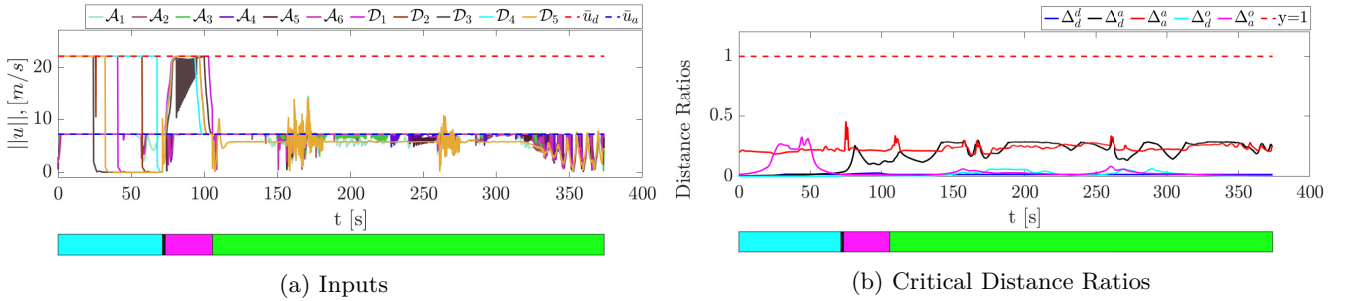 𝒜₁ 𝒜₂ 𝒜₃ 𝒜₄ 𝒜₅ 𝒜₆ 𝒟₁ 𝒟₂ 𝒟₃ 𝒟₄ 𝒟₅ ū_d ū_a
||u||, [m/s]
20
10
0
0 50 100 150 200 250 300 350 400
t [s]
(a) Inputs
Δ_d^d Δ_d^a Δ_a^a Δ_d^o Δ_a^o y=1
Distance Ratios
1
0.5
0
0 50 100 150 200 250 300 350 400
t [s]
(b) Critical Distance Ratios